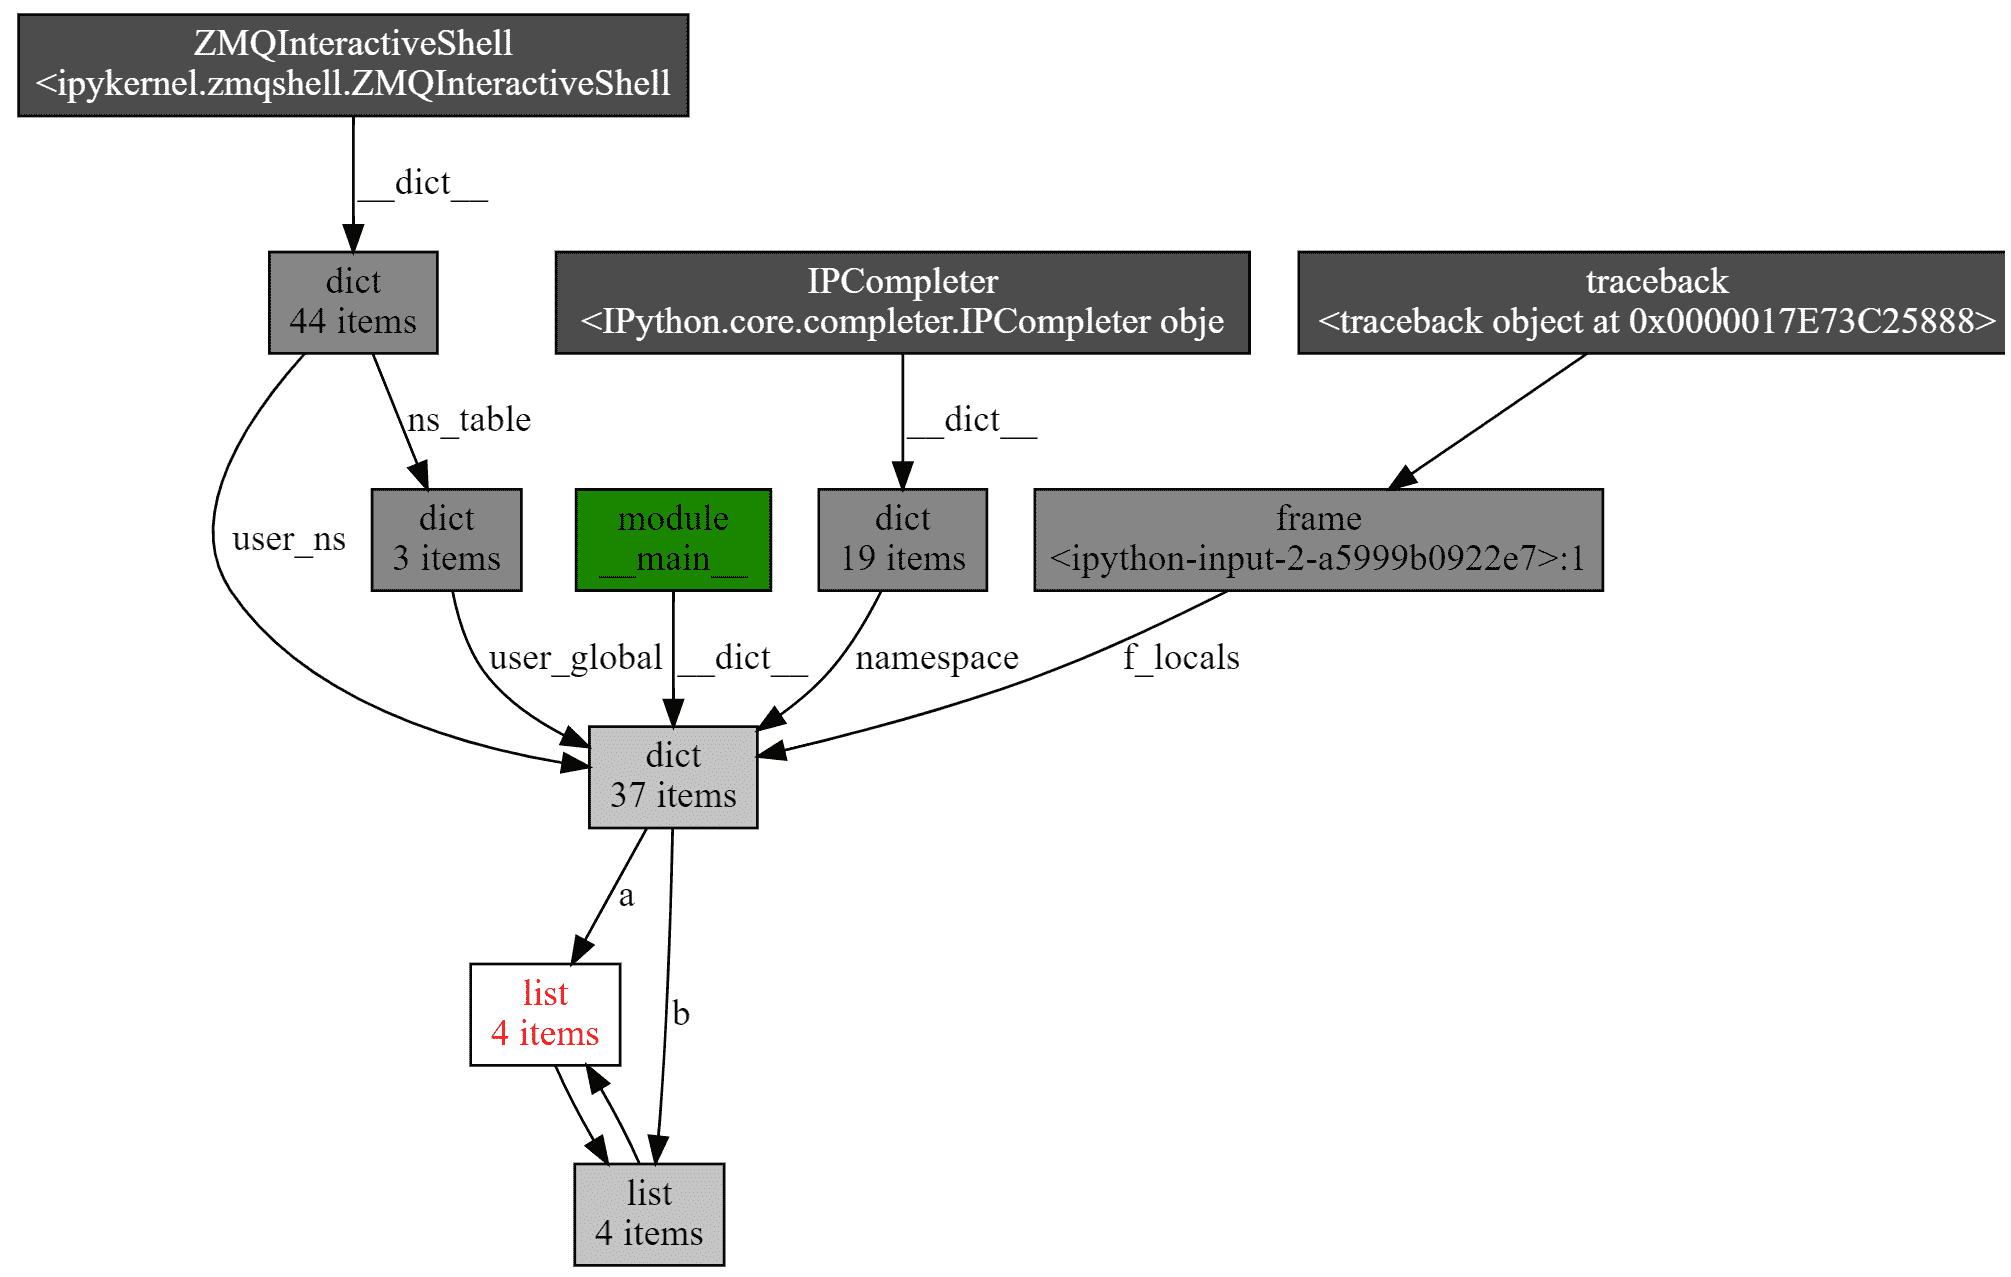 ZMQInteractiveShell
<ipykernel.zmqshell.ZMQInteractiveShell
__dict__
dict
44 items
IPCompleter
<IPython.core.completer.IPCompleter obje
traceback
<traceback object at 0x0000017E73C25888>
ns_table
__dict__
user_ns
dict
3 items
module
__main__
dict
19 items
frame
<ipython-input-2-a5999b0922e7>:1
user_global
__dict__
namespace
f_locals
dict
37 items
a
list
4 items
b
list
4 items